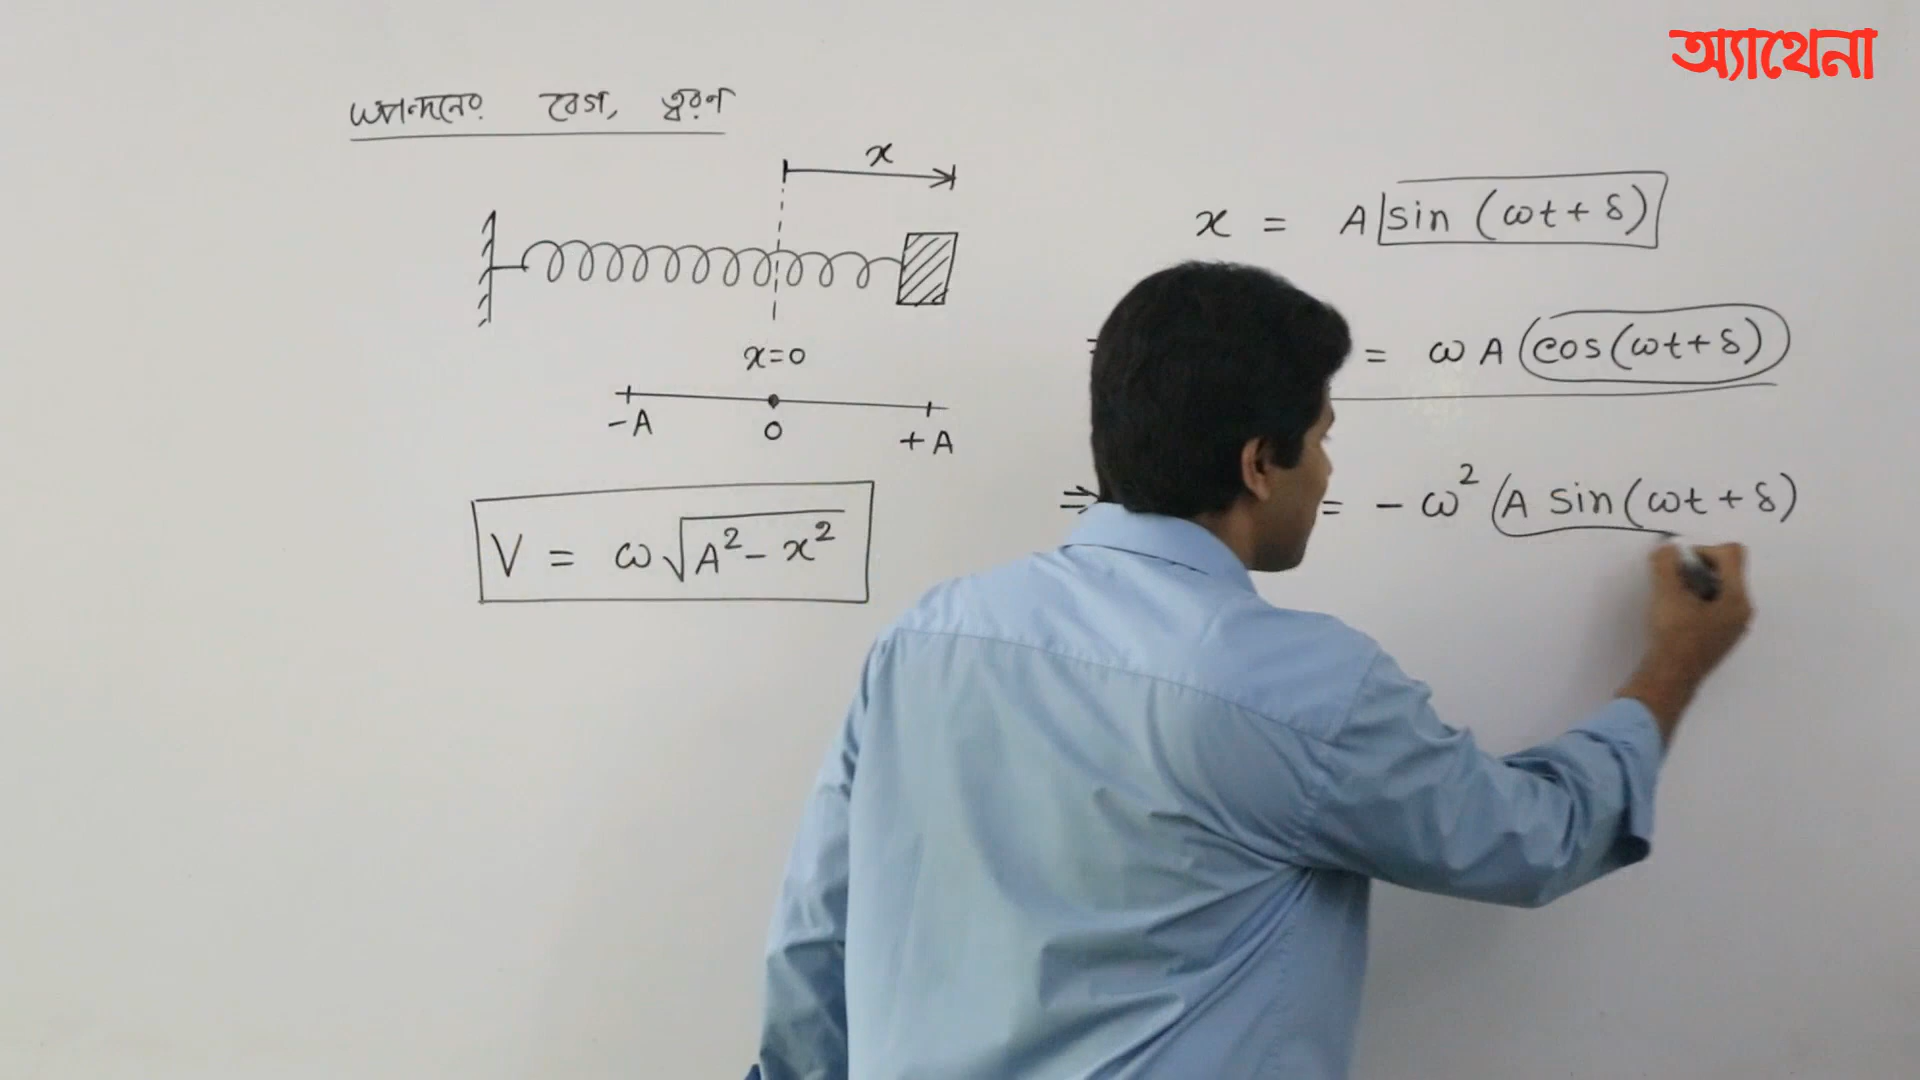 অ্যাথেনা
স্পন্দনের বেগ, ত্বরণ
x
x=0
-A 0 +A
V = ω√(A² - x²)
x = A sin (ωt + δ)
= ωA cos(ωt + δ)
⇒ = - ω² (A sin(ωt + δ)